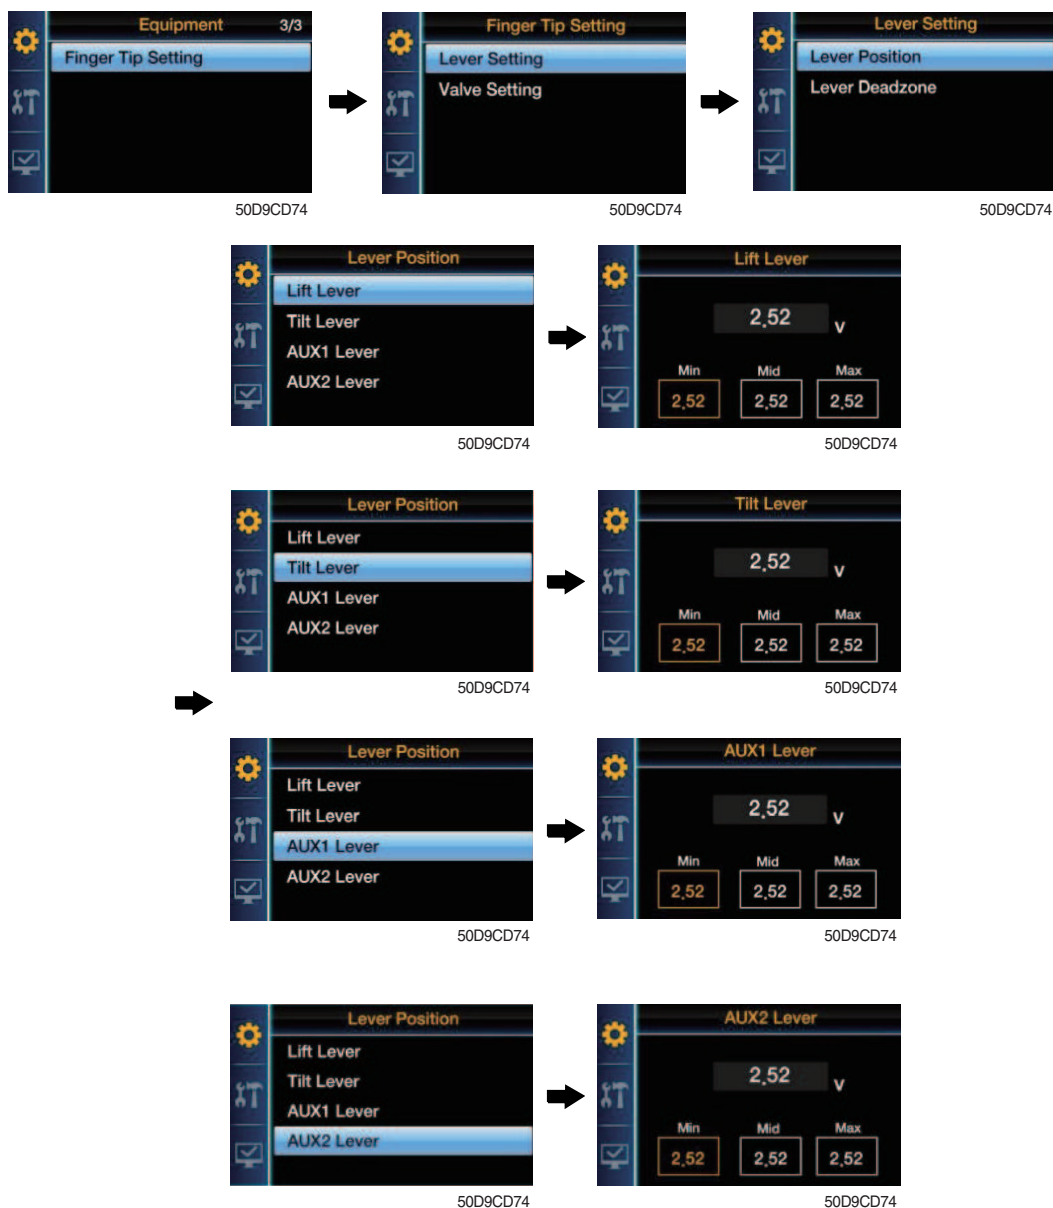 Equipment 3/3
Finger Tip Setting
50D9CD74
Finger Tip Setting
Lever Setting
Valve Setting
50D9CD74
Lever Setting
Lever Position
Lever Deadzone
50D9CD74
Lever Position
Lift Lever
Tilt Lever
AUX1 Lever
AUX2 Lever
50D9CD74
Lift Lever
2.52 V
Min Mid Max
2.52 2.52 2.52
50D9CD74
Lever Position
Lift Lever
Tilt Lever
AUX1 Lever
AUX2 Lever
50D9CD74
Tilt Lever
2.52 V
Min Mid Max
2.52 2.52 2.52
50D9CD74
Lever Position
Lift Lever
Tilt Lever
AUX1 Lever
AUX2 Lever
50D9CD74
AUX1 Lever
2.52 V
Min Mid Max
2.52 2.52 2.52
50D9CD74
Lever Position
Lift Lever
Tilt Lever
AUX1 Lever
AUX2 Lever
50D9CD74
AUX2 Lever
2.52 V
Min Mid Max
2.52 2.52 2.52
50D9CD74